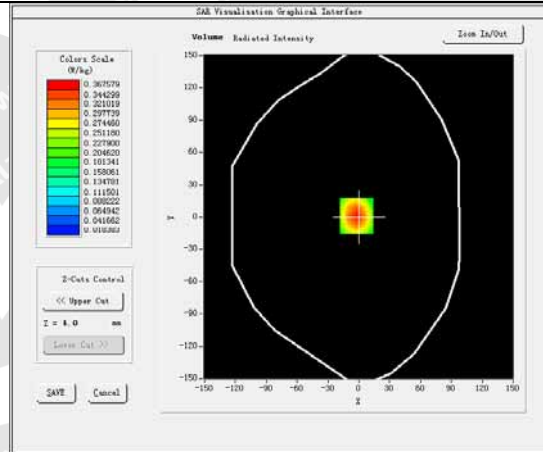 SAR Visualisation Graphical Interface
Volume Radiated Intensity
Zoom In/Out
Colors Scale
(W/kg)
0.367579
0.344299
0.321019
0.297739
0.274460
0.251180
0.227900
0.204620
0.181341
0.158061
0.134781
0.111501
0.088222
0.064942
0.041662
0.018383
150
120
90
60
30
0
-30
-60
-90
-120
-150
Y
-150 -120 -90 -60 -30 0 30 60 90 120 150
Z-Cuts Control
<< Upper Cut
Z = 4.0 mm
Lower Cut >>
SAVE Cancel